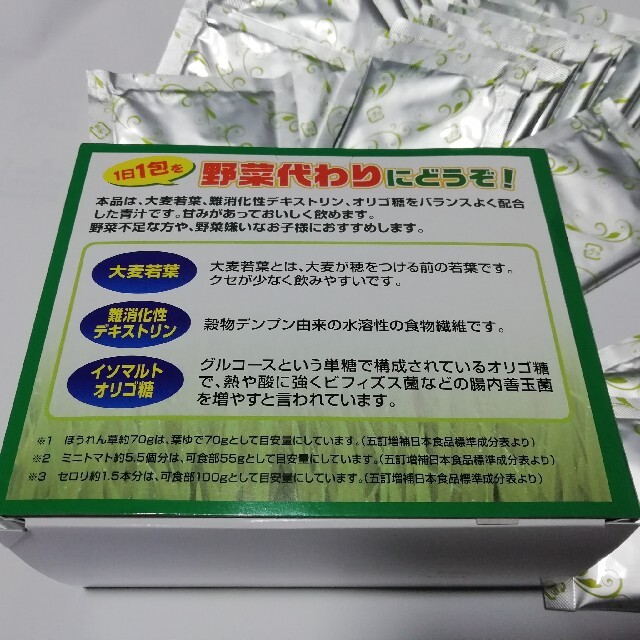 1日1包を
野菜代わりにどうぞ!
本品は、大麦若葉、難消化性デキストリン、オリゴ糖をバランスよく配合
した青汁です。甘みがあっておいしく飲めます。
野菜不足な方や、野菜嫌いなお子様におすすめします。
大麦若葉
大麦若葉とは、大麦が穂をつける前の若葉です。
クセが少なく飲みやすいです。
難消化性
デキストリン
穀物デンプン由来の水溶性の食物繊維です。
イソマルト
オリゴ糖
グルコースという単糖で構成されているオリゴ糖
で、熱や酸に強くビフィズス菌などの腸内善玉菌
を増やすと言われています。
※1 ほうれん草約70gは、葉ゆで70gとして目安量にしています。(五訂増補日本食品標準成分表より)
※2 ミニトマト約5.5個分は、可食部55gとして目安量にしています。(五訂増補日本食品標準成分表より)
※3 セロリ約1.5本分は、可食部100gとして目安量にしています。(五訂増補日本食品標準成分表より)